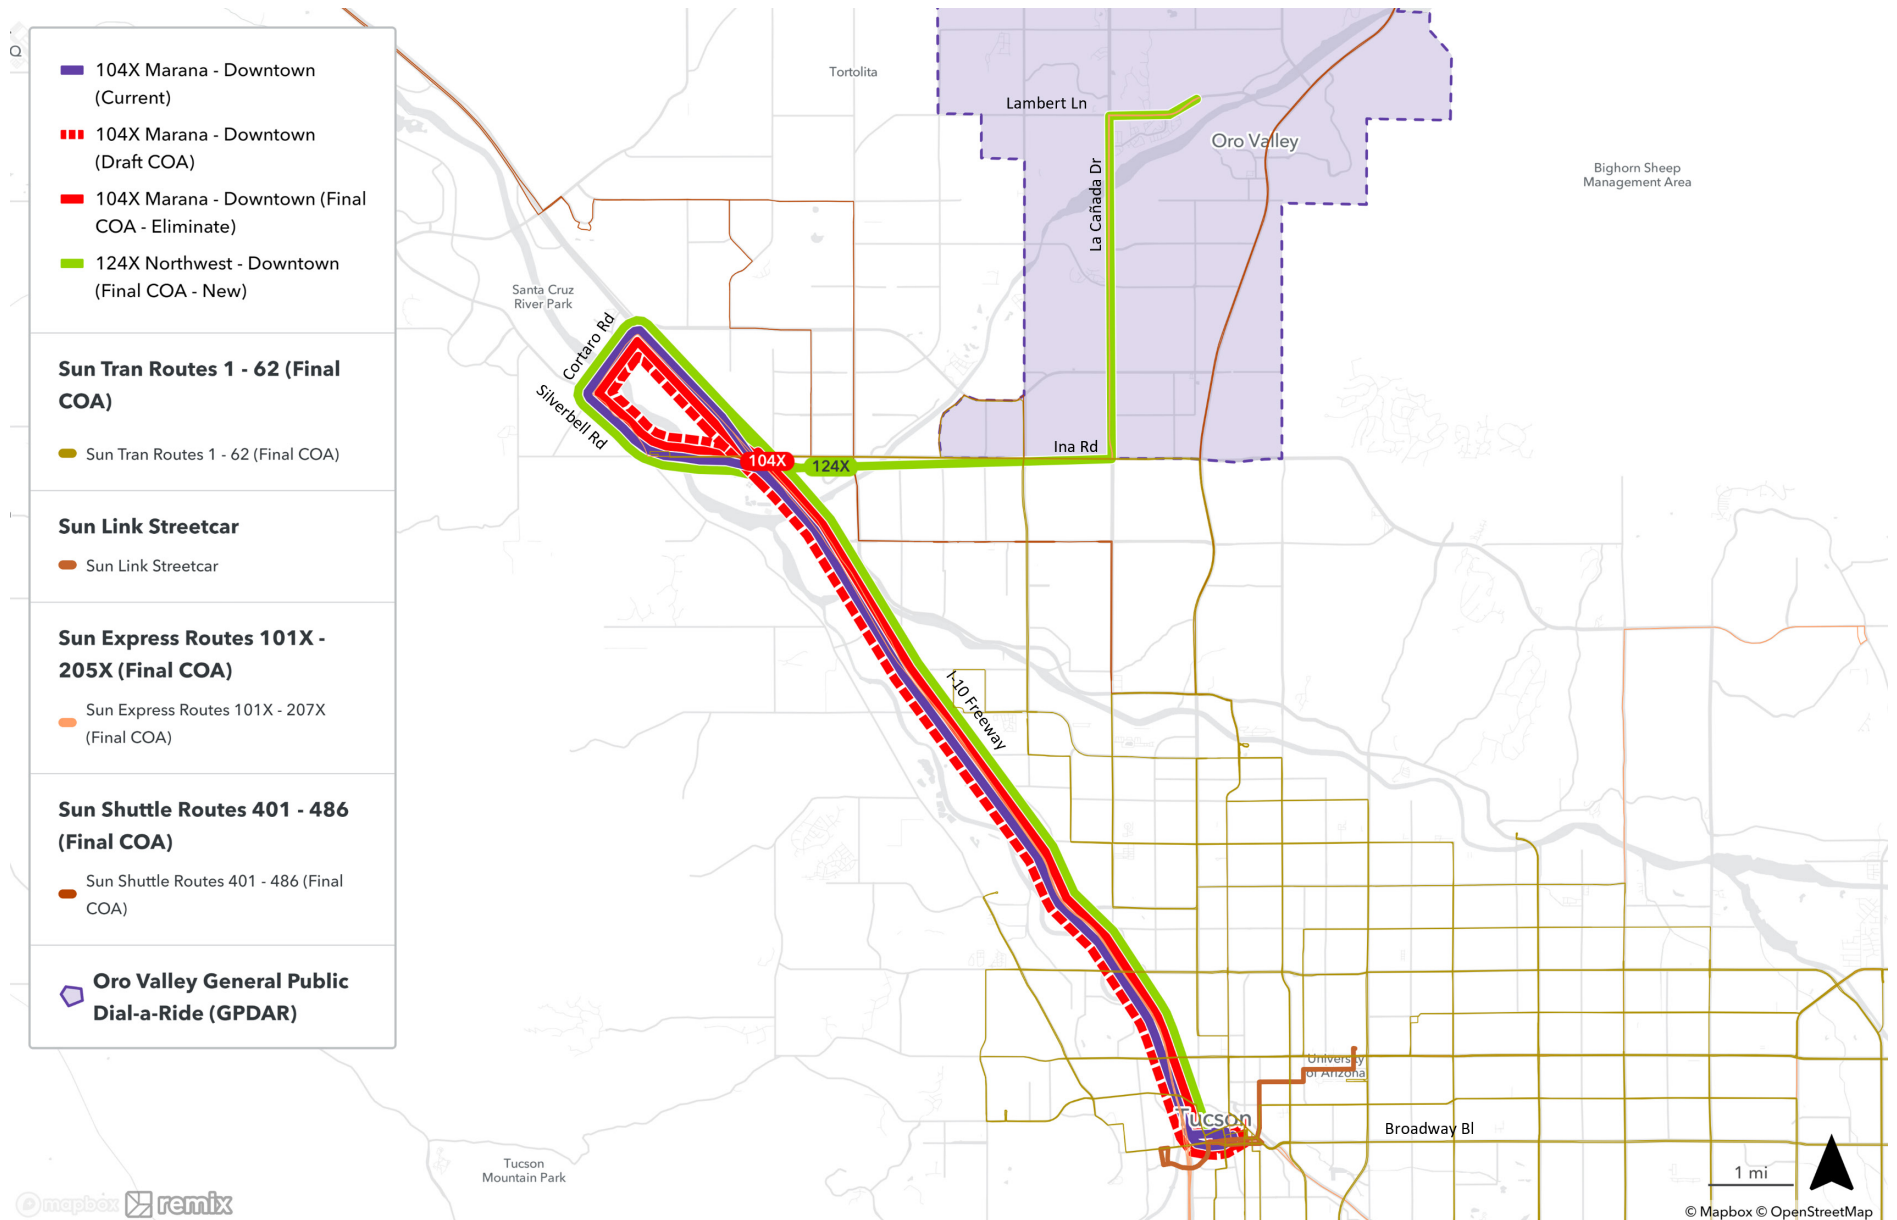 104X Marana - Downtown
(Current)
104X Marana - Downtown
(Draft COA)
104X Marana - Downtown (Final
COA - Eliminate)
124X Northwest - Downtown
(Final COA - New)
Sun Tran Routes 1 - 62 (Final
COA)
Sun Tran Routes 1 - 62 (Final COA)
Sun Link Streetcar
Sun Link Streetcar
Sun Express Routes 101X -
205X (Final COA)
Sun Express Routes 101X - 207X
(Final COA)
Sun Shuttle Routes 401 - 486
(Final COA)
Sun Shuttle Routes 401 - 486 (Final
COA)
Oro Valley General Public
Dial-a-Ride (GPDAR)
Tortolita
Lambert Ln
Oro Valley
La Cañada Dr
Bighorn Sheep
Management Area
Santa Cruz
River Park
Cortaro Rd
Silverbell Rd
Ina Rd
104X
124X
I-10 Freeway
University
of Arizona
Tucson
Broadway Bl
Tucson
Mountain Park
1 mi
mapbox
remix
© Mapbox © OpenStreetMap